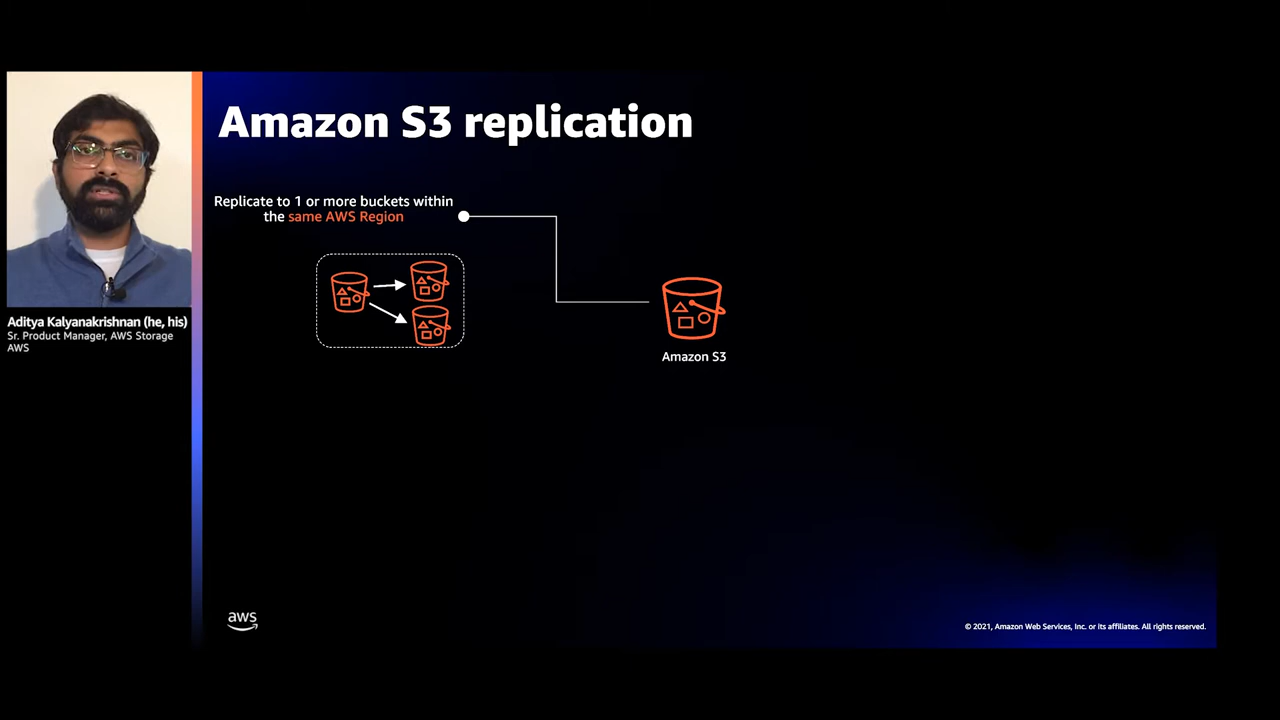 Amazon S3 replication
Replicate to 1 or more buckets within
the same AWS Region
Amazon S3
Aditya Kalyanakrishnan (he, his)
Sr. Product Manager, AWS Storage
AWS
aws
© 2021, Amazon Web Services, Inc. or its affiliates. All rights reserved.